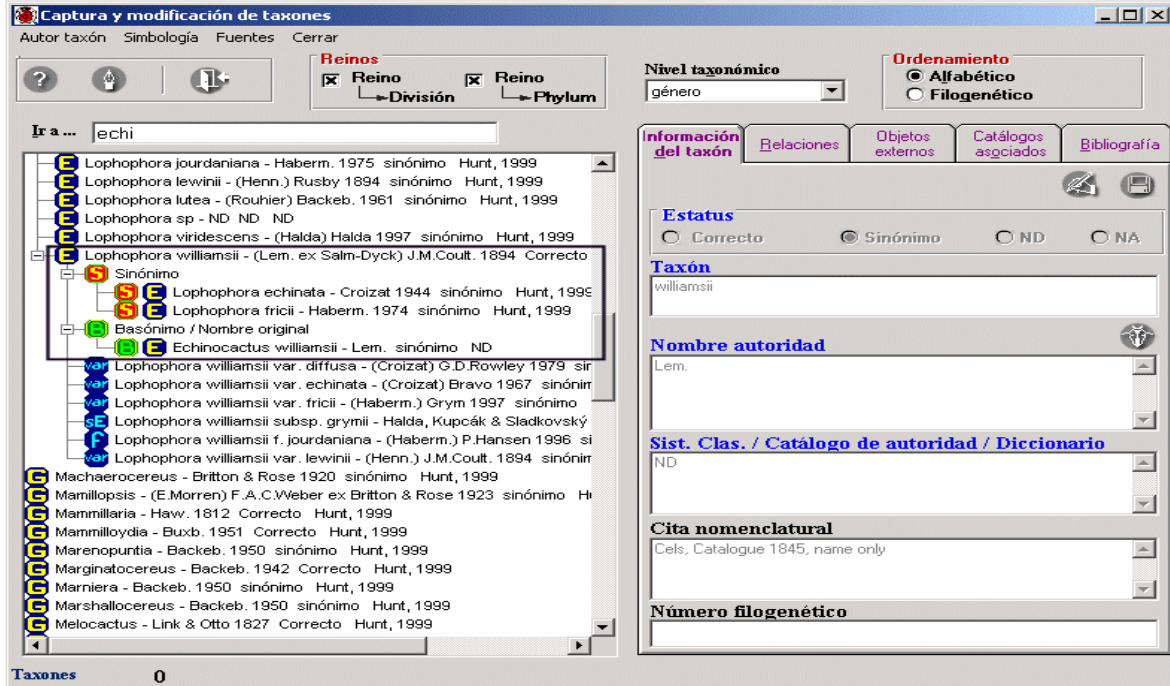 Captura y modificación de taxones
Autor taxón Simbología Fuentes Cerrar
Reinos
Reino
División
Reino
Phylum
Nivel taxonómico
género
Ordenamiento
Alfabético
Filogenético
Ir a ... echi
Lophophora jourdaniana - Haberm. 1975 sinónimo Hunt, 1999
Lophophora lewinii - (Henn.) Rusby 1894 sinónimo Hunt, 1999
Lophophora lutea - (Rouhier) Backeb. 1961 sinónimo Hunt, 1999
Lophophora sp - ND ND ND
Lophophora viridescens - (Halda) Halda 1997 sinónimo Hunt, 1999
Lophophora williamsii - (Lem. ex Salm-Dyck) J.M.Coult. 1894 Correcto
S Sinónimo
S E Lophophora echinata - Croizat 1944 sinónimo Hunt, 1999
S E Lophophora fricii - Haberm. 1974 sinónimo Hunt, 1999
B Basónimo / Nombre original
B E Echinocactus williamsii - Lem. sinónimo ND
var Lophophora williamsii var. diffusa - (Croizat) G.D.Rowley 1979 sin
var Lophophora williamsii var. echinata - (Croizat) Bravo 1967 sinónim
var Lophophora williamsii var. fricii - (Haberm.) Grym 1997 sinónimo
sE Lophophora williamsii subsp. grymii - Halda, Kupcák & Sladkovský
F Lophophora williamsii f. jourdaniana - (Haberm.) P.Hansen 1996 si
var Lophophora williamsii var. lewinii - (Henn.) J.M.Coult. 1894 sinónim
G Machaerocereus - Britton & Rose 1920 sinónimo Hunt, 1999
G Mamillopsis - (E.Morren) F.A.C.Weber ex Britton & Rose 1923 sinónimo H
G Mammillaria - Haw. 1812 Correcto Hunt, 1999
G Mammilloydia - Buxb. 1951 Correcto Hunt, 1999
G Marenopuntia - Backeb. 1950 sinónimo Hunt, 1999
G Marginatocereus - Backeb. 1942 Correcto Hunt, 1999
G Marniera - Backeb. 1950 sinónimo Hunt, 1999
G Marshallocereus - Backeb. 1950 sinónimo Hunt, 1999
G Melocactus - Link & Otto 1827 Correcto Hunt, 1999
Taxones 0
Información del taxón
Relaciones
Objetos externos
Catálogos asociados
Bibliografía
Estatus
Correcto Sinónimo ND NA
Taxón
williamsii
Nombre autoridad
Lem.
Sist. Clas. / Catálogo de autoridad / Diccionario
ND
Cita nomenclatural
Cels, Catalogue 1845, name only
Número filogenético